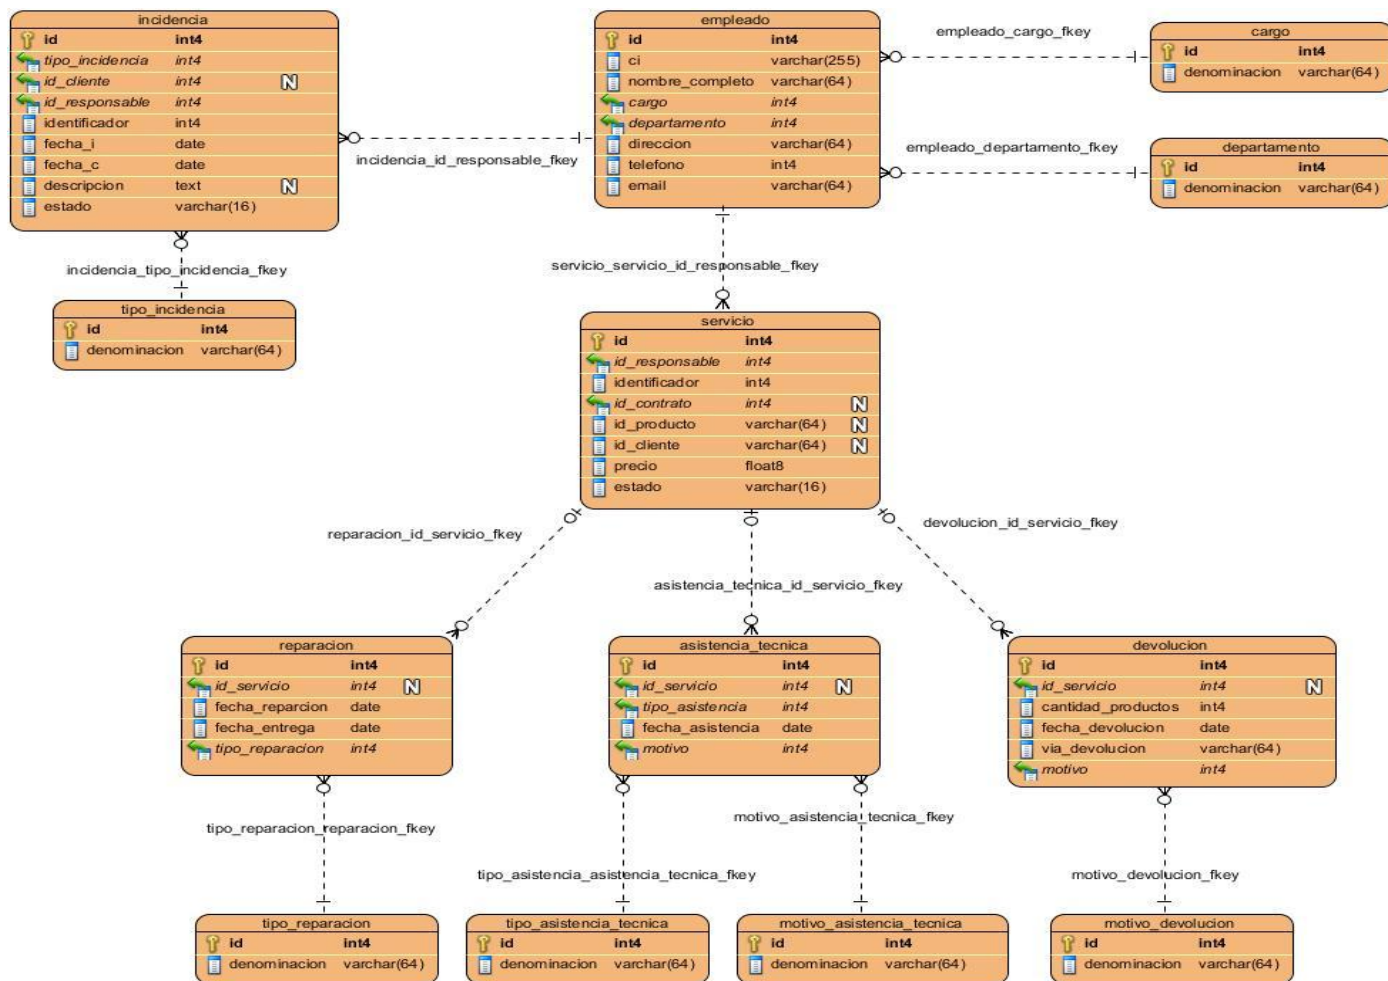 incidencia
id int4
tipo_incidencia int4
id_cliente int4 N
id_responsable int4
identificador int4
fecha_i date
fecha_c date
descripcion text N
estado varchar(16)
empleado
id int4
ci varchar(255)
nombre_completo varchar(64)
cargo int4
departamento int4
direccion varchar(64)
telefono int4
email varchar(64)
empleado_cargo_fkey
cargo
id int4
denominacion varchar(64)
empleado_departamento_fkey
departamento
id int4
denominacion varchar(64)
incidencia_id_responsable_fkey
incidencia_tipo_incidencia_fkey
tipo_incidencia
id int4
denominacion varchar(64)
servicio_servicio_id_responsable_fkey
servicio
id int4
id_responsable int4
identificador int4
id_contrato int4 N
id_producto varchar(64) N
id_cliente varchar(64) N
precio float8
estado varchar(16)
reparacion_id_servicio_fkey
asistencia_tecnica_id_servicio_fkey
devolucion_id_servicio_fkey
reparacion
id int4
id_servicio int4 N
fecha_reparcion date
fecha_entrega date
tipo_reparacion int4
asistencia_tecnica
id int4
id_servicio int4 N
tipo_asistencia int4
fecha_asistencia date
motivo int4
devolucion
id int4
id_servicio int4 N
cantidad_productos int4
fecha_devolucion date
via_devolucion varchar(64)
motivo int4
tipo_reparacion_reparacion_fkey
tipo_asistencia_asistencia_tecnica_fkey
motivo_asistencia_tecnica_fkey
motivo_devolucion_fkey
tipo_reparacion
id int4
denominacion varchar(64)
tipo_asistencia_tecnica
id int4
denominacion varchar(64)
motivo_asistencia_tecnica
id int4
denominacion varchar(64)
motivo_devolucion
id int4
denominacion varchar(64)